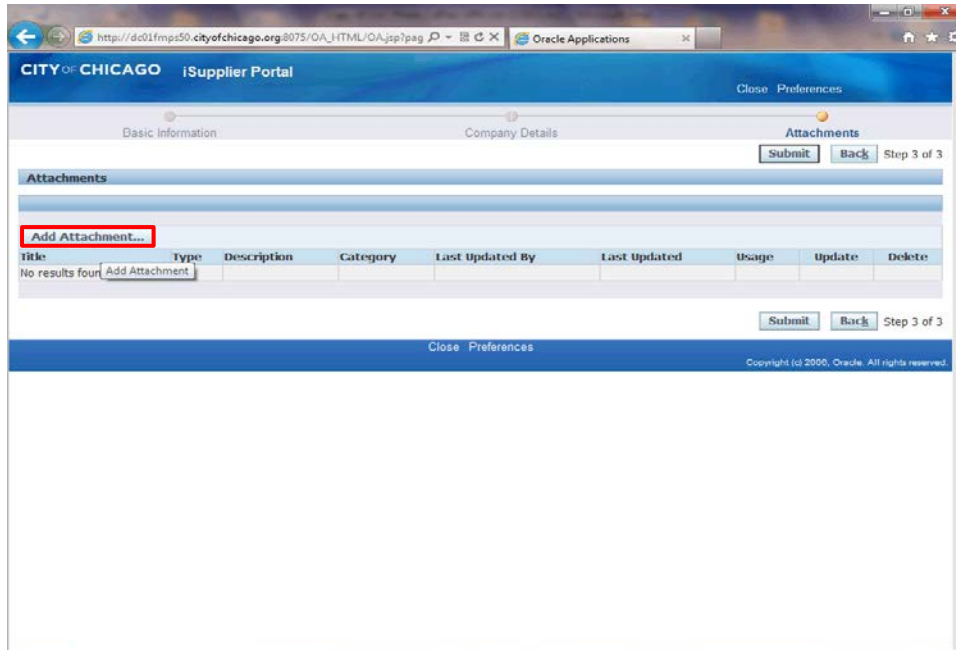 http://dc01fmps50.cityofchicago.org:8075/OA_HTML/OA.jsp?pag
Oracle Applications
CITY OF CHICAGO iSupplier Portal
Close Preferences
Basic Information Company Details Attachments
Submit Back Step 3 of 3
Attachments
Add Attachment...
Title Type Description Category Last Updated By Last Updated Usage Update Delete
No results foun
Add Attachment
Submit Back Step 3 of 3
Close Preferences
Copyright (c) 2000, Oracle. All rights reserved.